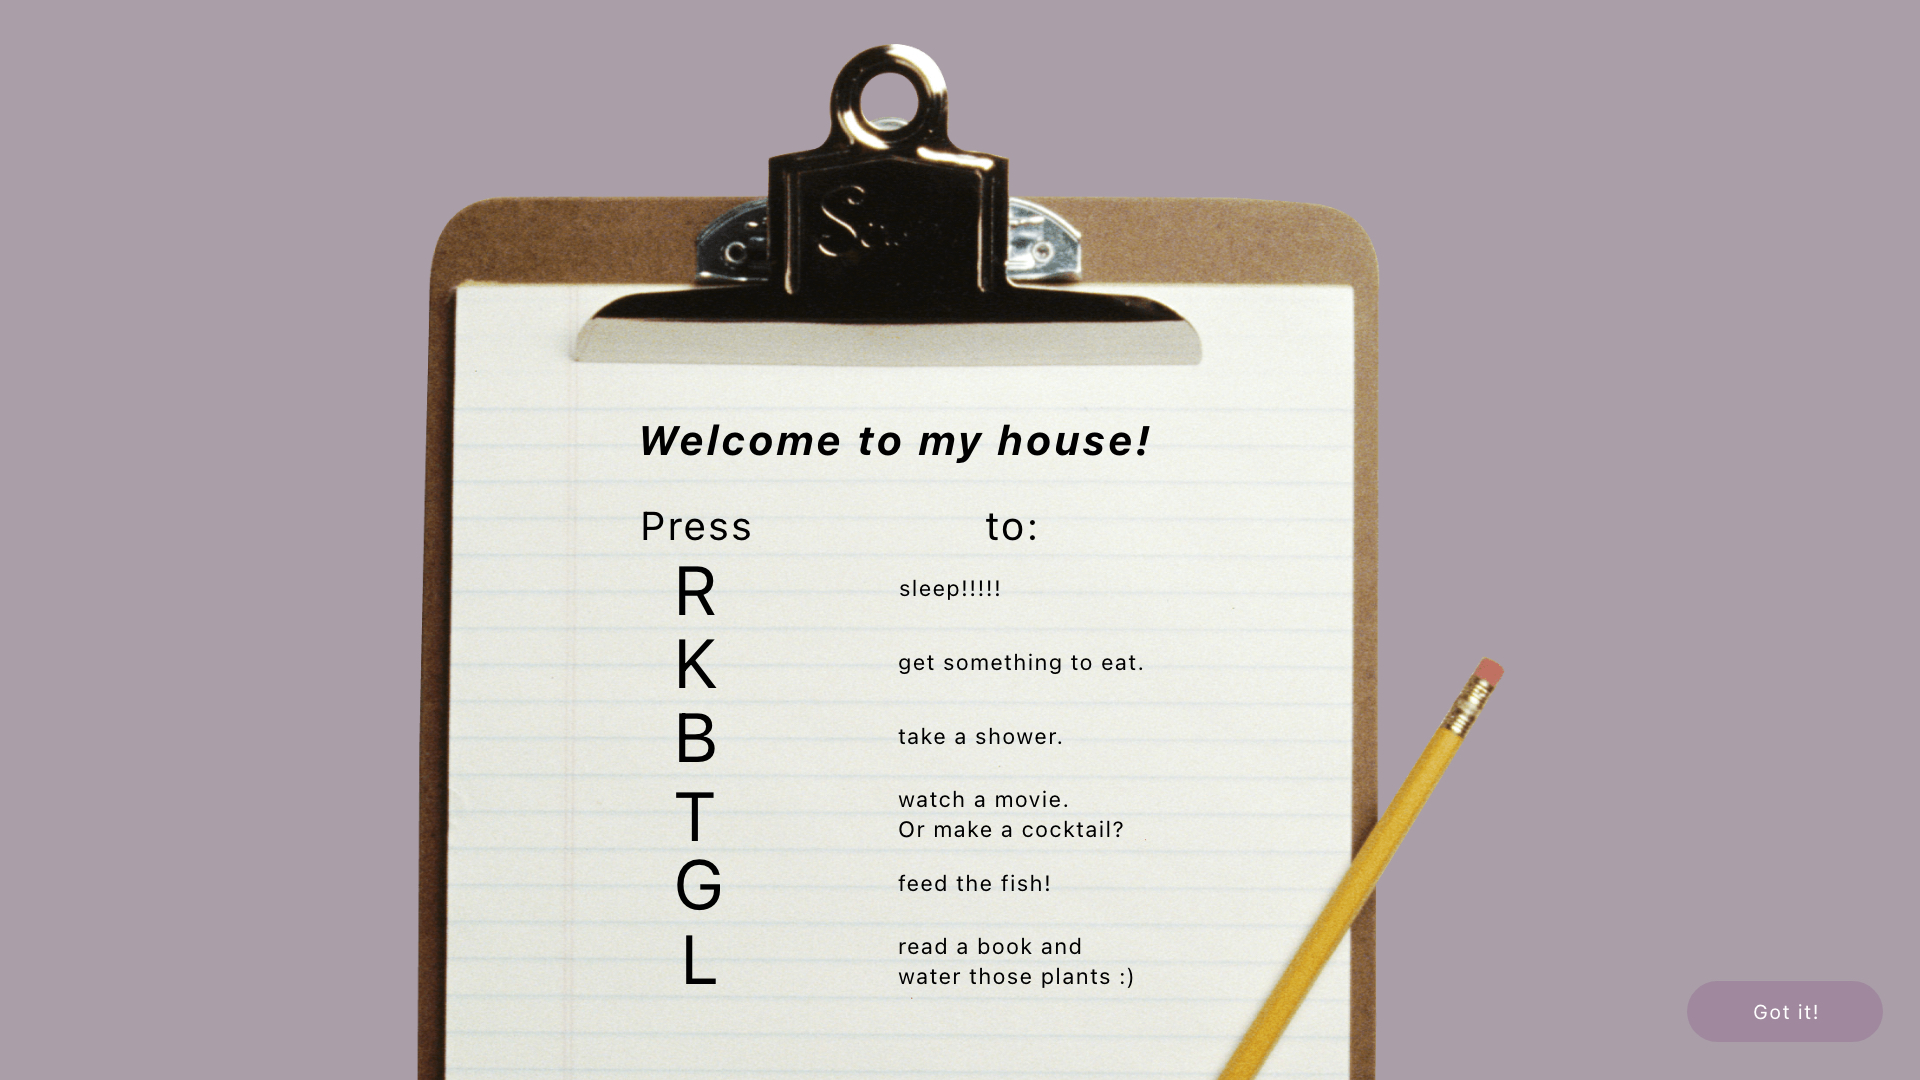 Welcome to my house!
Press to:
R sleep!!!!!
K get something to eat.
B take a shower.
T watch a movie.
Or make a cocktail?
G feed the fish!
L read a book and
water those plants :)
Got it!